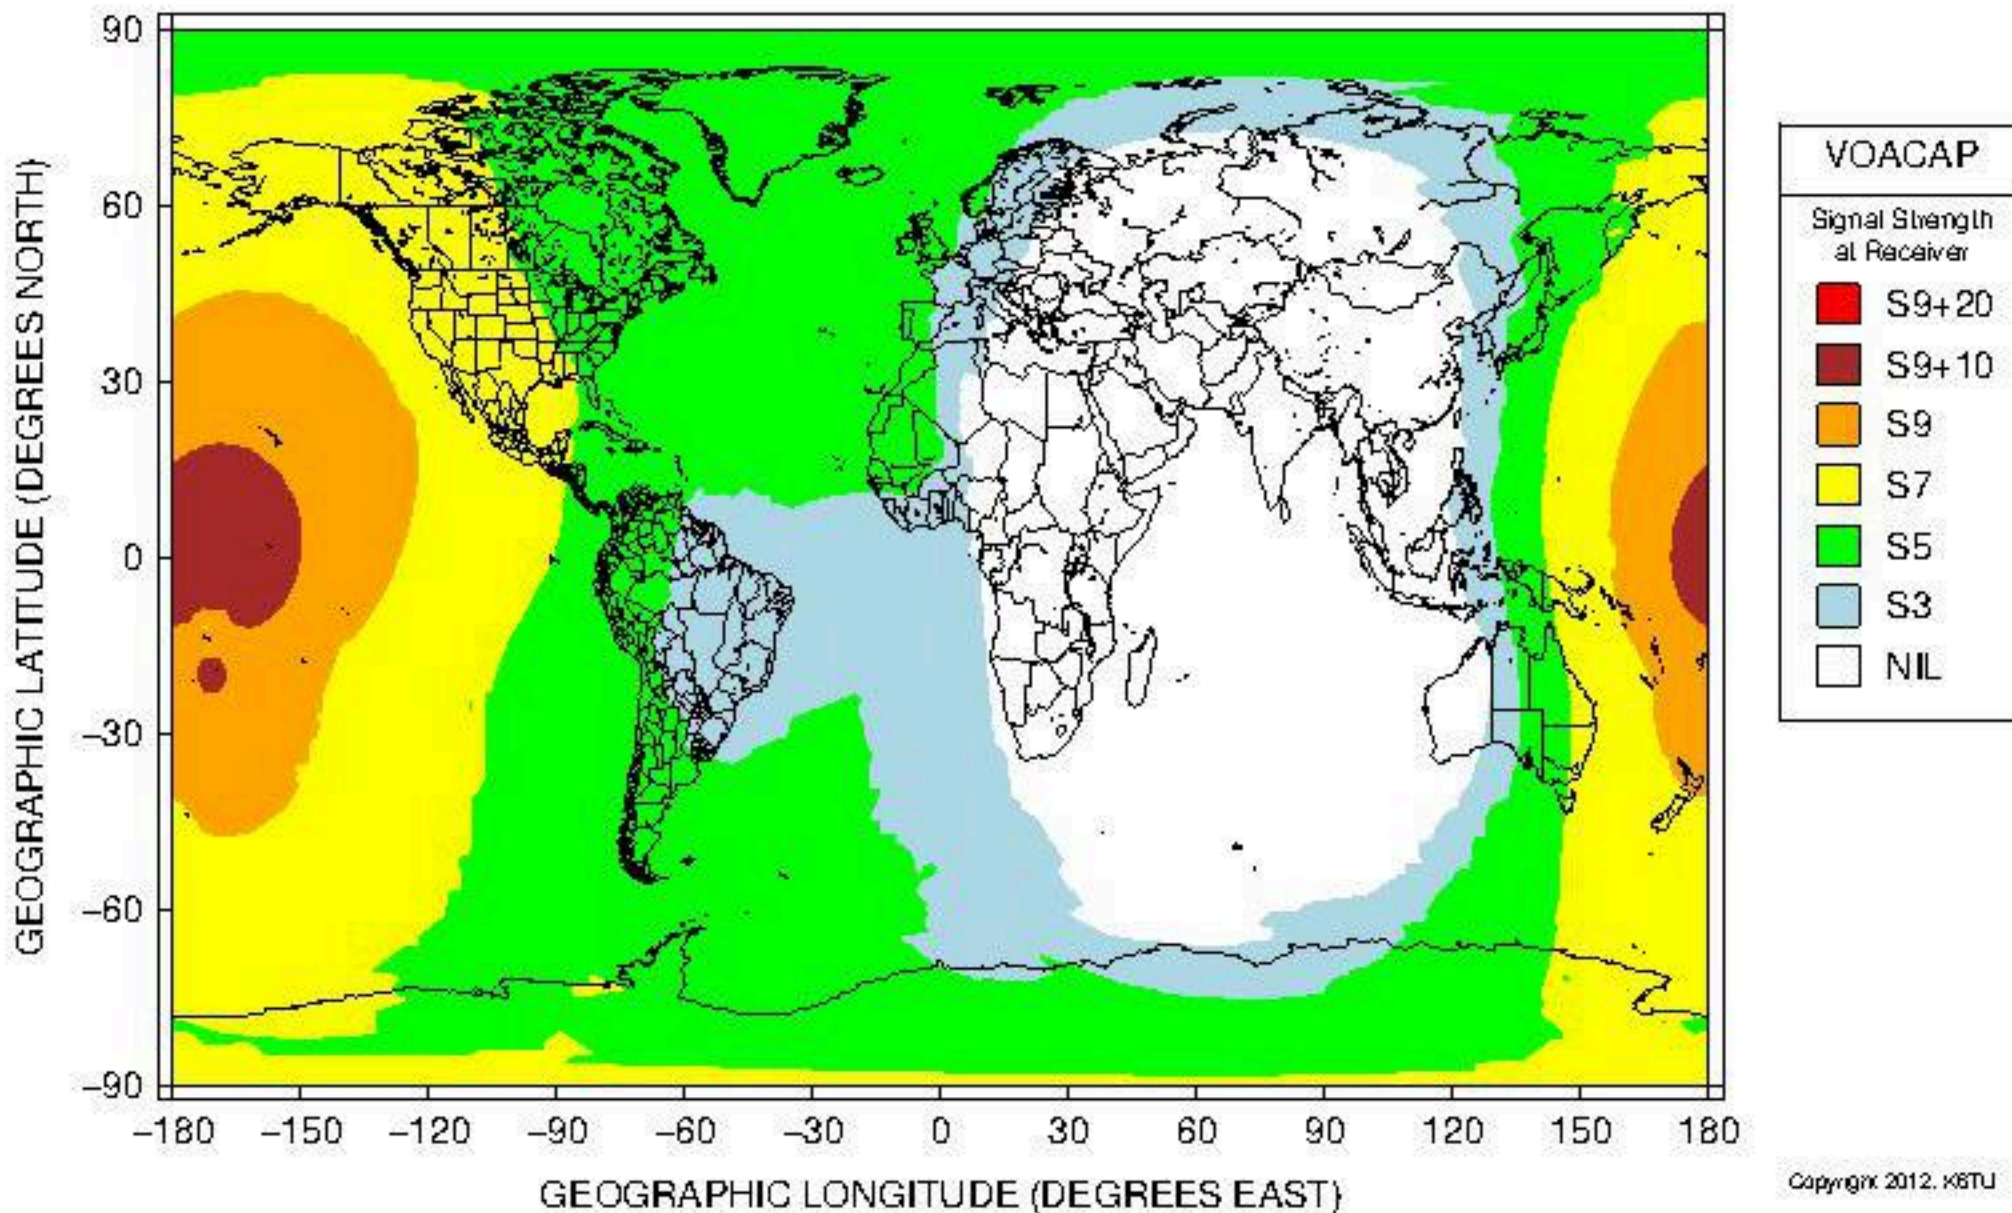 90
60
30
0
−30
−60
−90
GEOGRAPHIC LATITUDE (DEGREES NORTH)
−180 −150 −120 −90 −60 −30 0 30 60 90 120 150 180
GEOGRAPHIC LONGITUDE (DEGREES EAST)
VOACAP
Signal Strength
at Receiver
S9+20
S9+10
S9
S7
S5
S3
NIL
Copyright 2012, K6TU